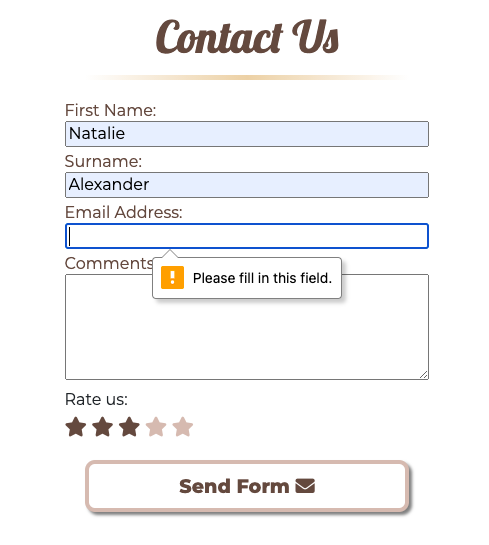 Contact Us
First Name:
Natalie
Surname:
Alexander
Email Address:
Comments
Please fill in this field.
Rate us:
Send Form